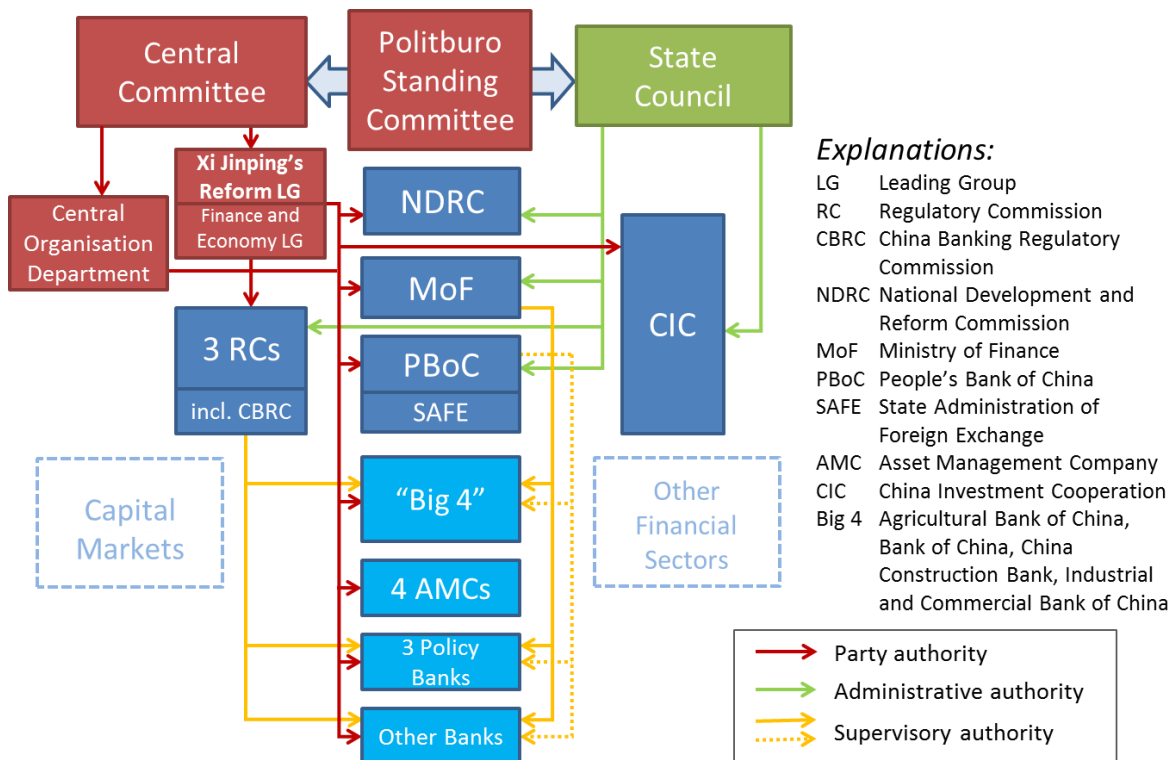 Central
Committee
Politburo
Standing
Committee
State
Council
Xi Jinping's
Reform LG
Finance and
Economy LG
Central
Organisation
Department
NDRC
MoF
3 RCs
incl. CBRC
PBoC
SAFE
CIC
"Big 4"
4 AMCs
3 Policy
Banks
Other Banks
Capital
Markets
Other
Financial
Sectors
Explanations:
LG Leading Group
RC Regulatory Commission
CBRC China Banking Regulatory
Commission
NDRC National Development and
Reform Commission
MoF Ministry of Finance
PBoC People's Bank of China
SAFE State Administration of
Foreign Exchange
AMC Asset Management Company
CIC China Investment Cooperation
Big 4 Agricultural Bank of China,
Bank of China, China
Construction Bank, Industrial
and Commercial Bank of China
Party authority
Administrative authority
Supervisory authority